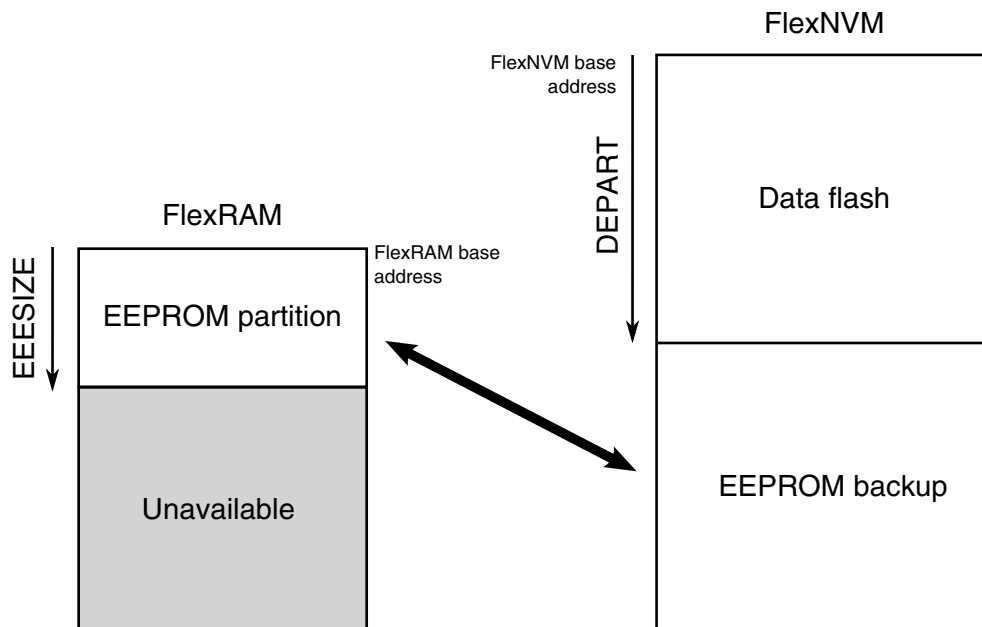 FlexNVM
FlexNVM base
address
DEPART
Data flash
FlexRAM
FlexRAM base
address
EEESIZE
EEPROM partition
Unavailable
EEPROM backup